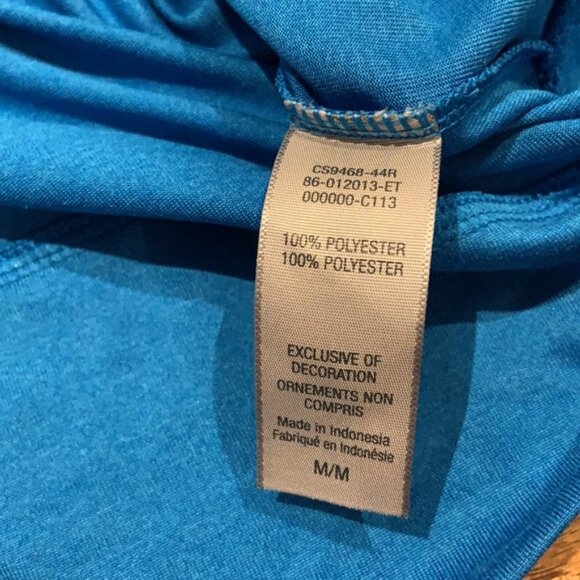 CS9468-44R
86-012013-ET
000000-C113
100% POLYESTER
100% POLYESTER
EXCLUSIVE OF
DECORATION
ORNEMENTS NON
COMPRIS
Made in Indonesia
Fabriqué en Indonésie
M/M